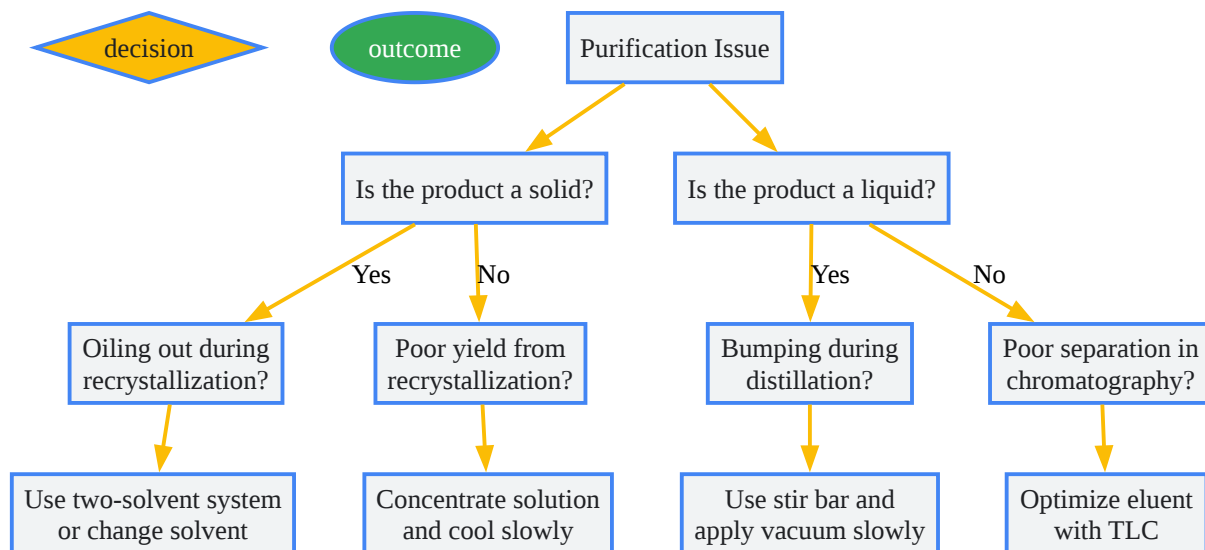 decision
outcome
Purification Issue
Is the product a solid?
Is the product a liquid?
Yes
No
Yes
No
Oiling out during
recrystallization?
Poor yield from
recrystallization?
Bumping during
distillation?
Poor separation in
chromatography?
Use two-solvent system
or change solvent
Concentrate solution
and cool slowly
Use stir bar and
apply vacuum slowly
Optimize eluent
with TLC